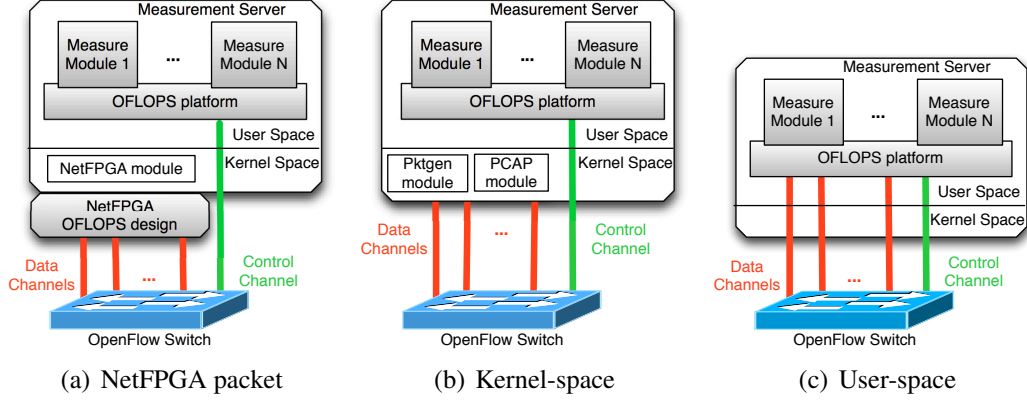 Measurement Server
Measure
Module 1
...
Measure
Module N
OFLOPS platform
User Space
Kernel Space
NetFPGA module
NetFPGA
OFLOPS design
Data
Channels
...
Control
Channel
OpenFlow Switch
(a) NetFPGA packet
Measurement Server
Measure
Module 1
...
Measure
Module N
OFLOPS platform
User Space
Kernel Space
Pktgen
module
PCAP
module
Data
Channels
...
Control
Channel
OpenFlow Switch
(b) Kernel-space
Measurement Server
Measure
Module 1
...
Measure
Module N
OFLOPS platform
User Space
Kernel Space
Data
Channels
...
Control
Channel
OpenFlow Switch
(c) User-space